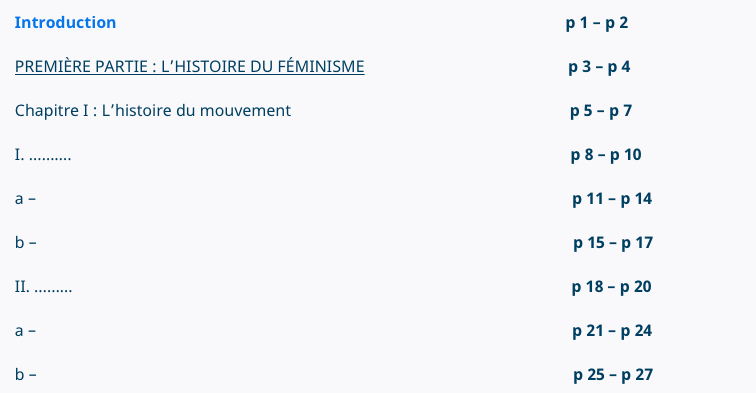 Introduction p 1 – p 2
PREMIÈRE PARTIE : L’HISTOIRE DU FÉMINISME p 3 – p 4
Chapitre I : L’histoire du mouvement p 5 – p 7
I. .......... p 8 – p 10
a – p 11 – p 14
b – p 15 – p 17
II. ......... p 18 – p 20
a – p 21 – p 24
b – p 25 – p 27